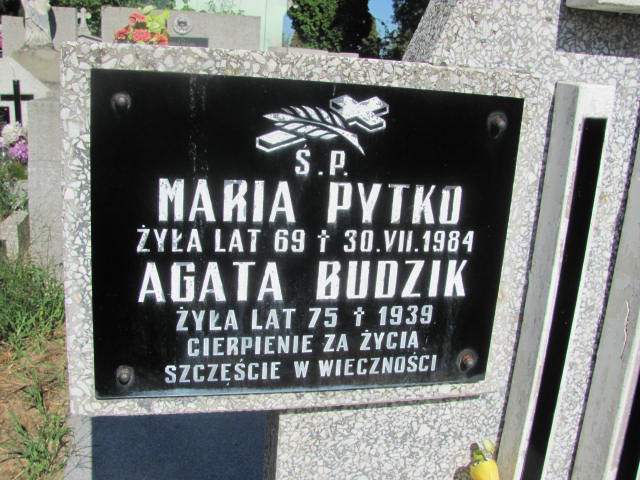 Ś.P.
MARIA PYTKO
ŻYŁA LAT 69 † 30.VII.1984
AGATA BUDZIK
ŻYŁA LAT 75 † 1939
CIERPIENIE ZA ŻYCIA
SZCZĘŚCIE W WIECZNOŚCI